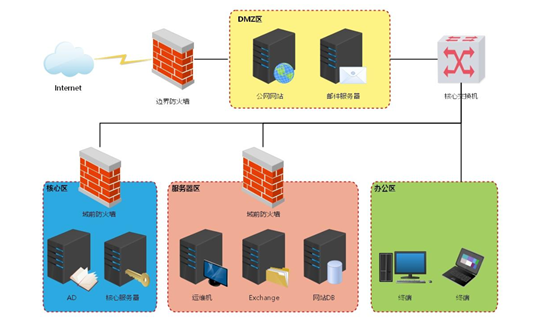 DMZ区
Internet
边界防火墙
公网网站
邮件服务器
核心交换机
核心区
域前防火墙
AD
核心服务器
服务器区
域前防火墙
运维机
Exchange
网站DB
办公区
终端
终端